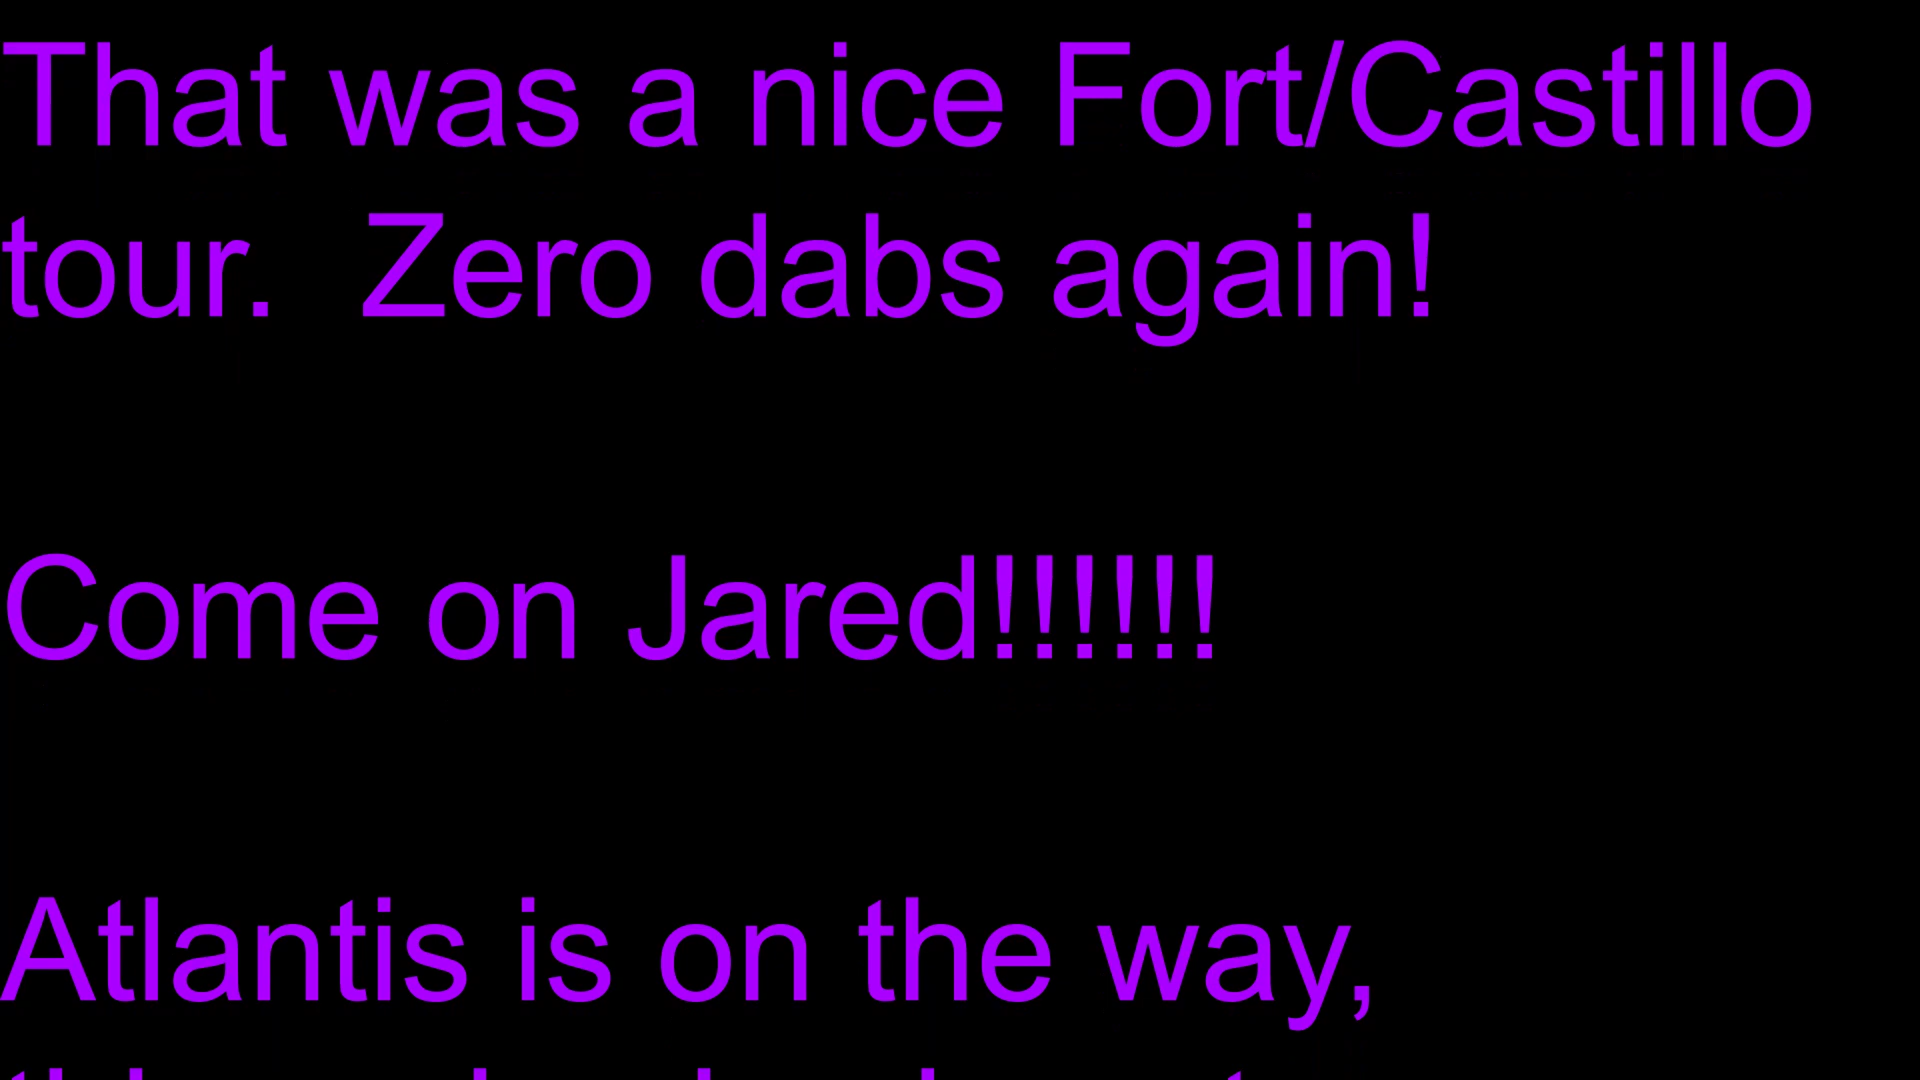 That was a nice Fort/Castillo
tour.  Zero dabs again!
Come on Jared!!!!!!
Atlantis is on the way,